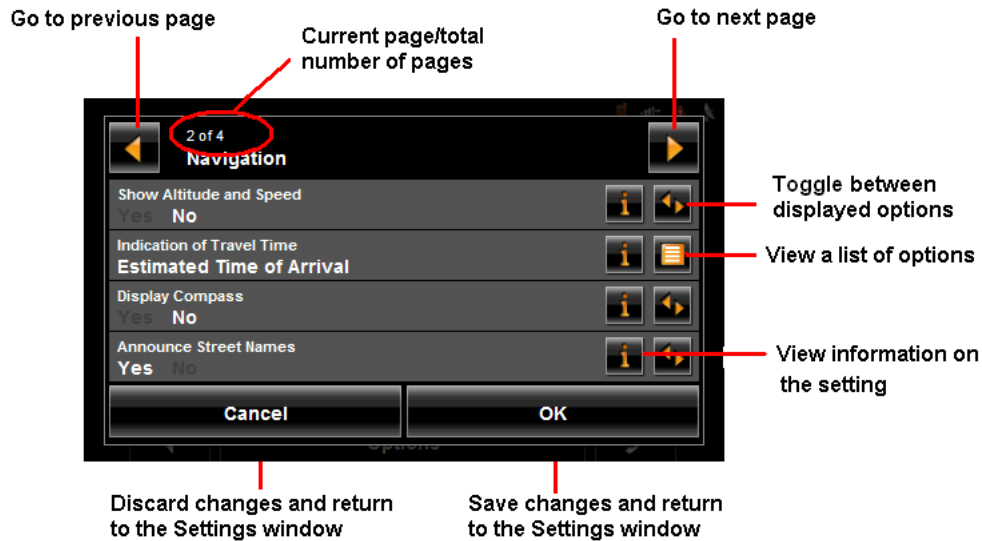 Go to previous page
Go to next page
Current page/total
number of pages
2 of 4
Navigation
Show Altitude and Speed
Yes No
Toggle between
displayed options
Indication of Travel Time
Estimated Time of Arrival
View a list of options
Display Compass
Yes No
Announce Street Names
Yes No
View information on
the setting
Cancel
OK
Options
Discard changes and return
to the Settings window
Save changes and return
to the Settings window